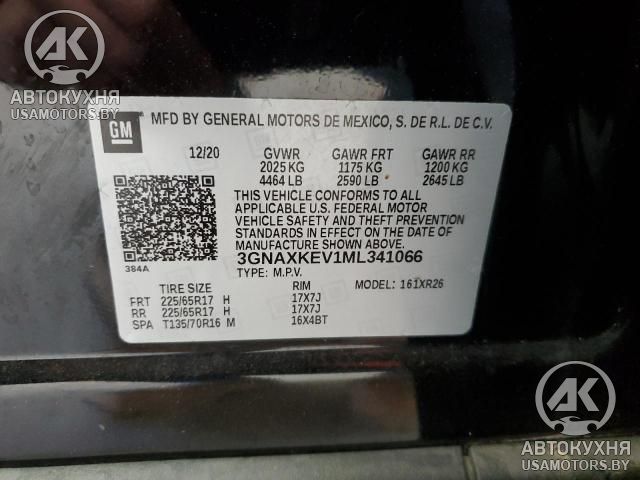 AK
АВТОКУХНЯ
USAMOTORS.BY
GM
MFD BY GENERAL MOTORS DE MEXICO, S. DE R.L. DE C.V.
12/20 GVWR GAWR FRT GAWR RR
2025 KG 1175 KG 1200 KG
4464 LB 2590 LB 2645 LB
THIS VEHICLE CONFORMS TO ALL
APPLICABLE U.S. FEDERAL MOTOR
VEHICLE SAFETY AND THEFT PREVENTION
STANDARDS IN EFFECT ON THE DATE OF
MANUFACTURE SHOWN ABOVE.
384A
3GNAXKEV1ML341066
TYPE: M.P.V. MODEL: 161XR26
TIRE SIZE RIM
FRT 225/65R17 H 17X7J
RR 225/65R17 H 17X7J
SPA T135/70R16 M 16X4BT
AK
АВТОКУХНЯ
USAMOTORS.BY